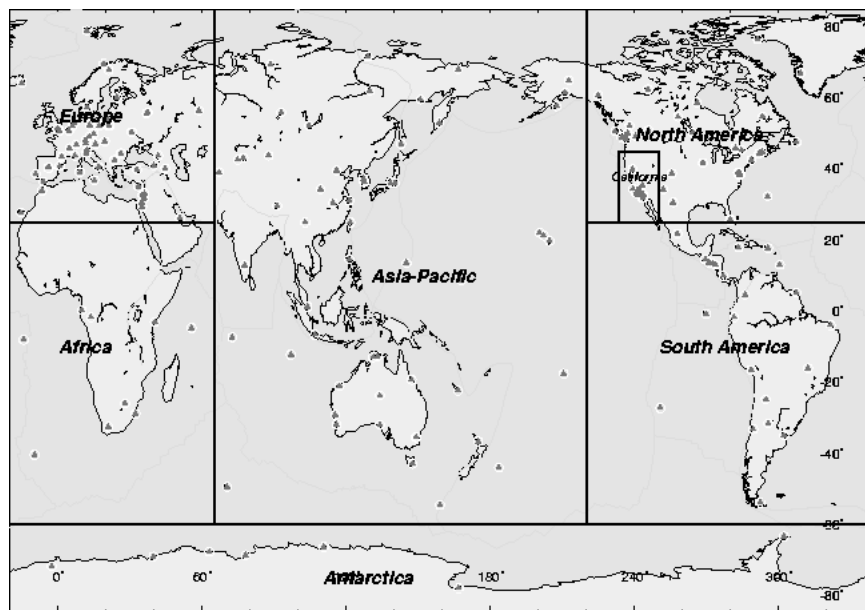 80°
60°
Europe
North America
California
40°
20°
Asia-Pacific
0°
Africa
South America
-20°
-40°
-60°
Antarctica
0°
60°
180°
240°
300°
-80°